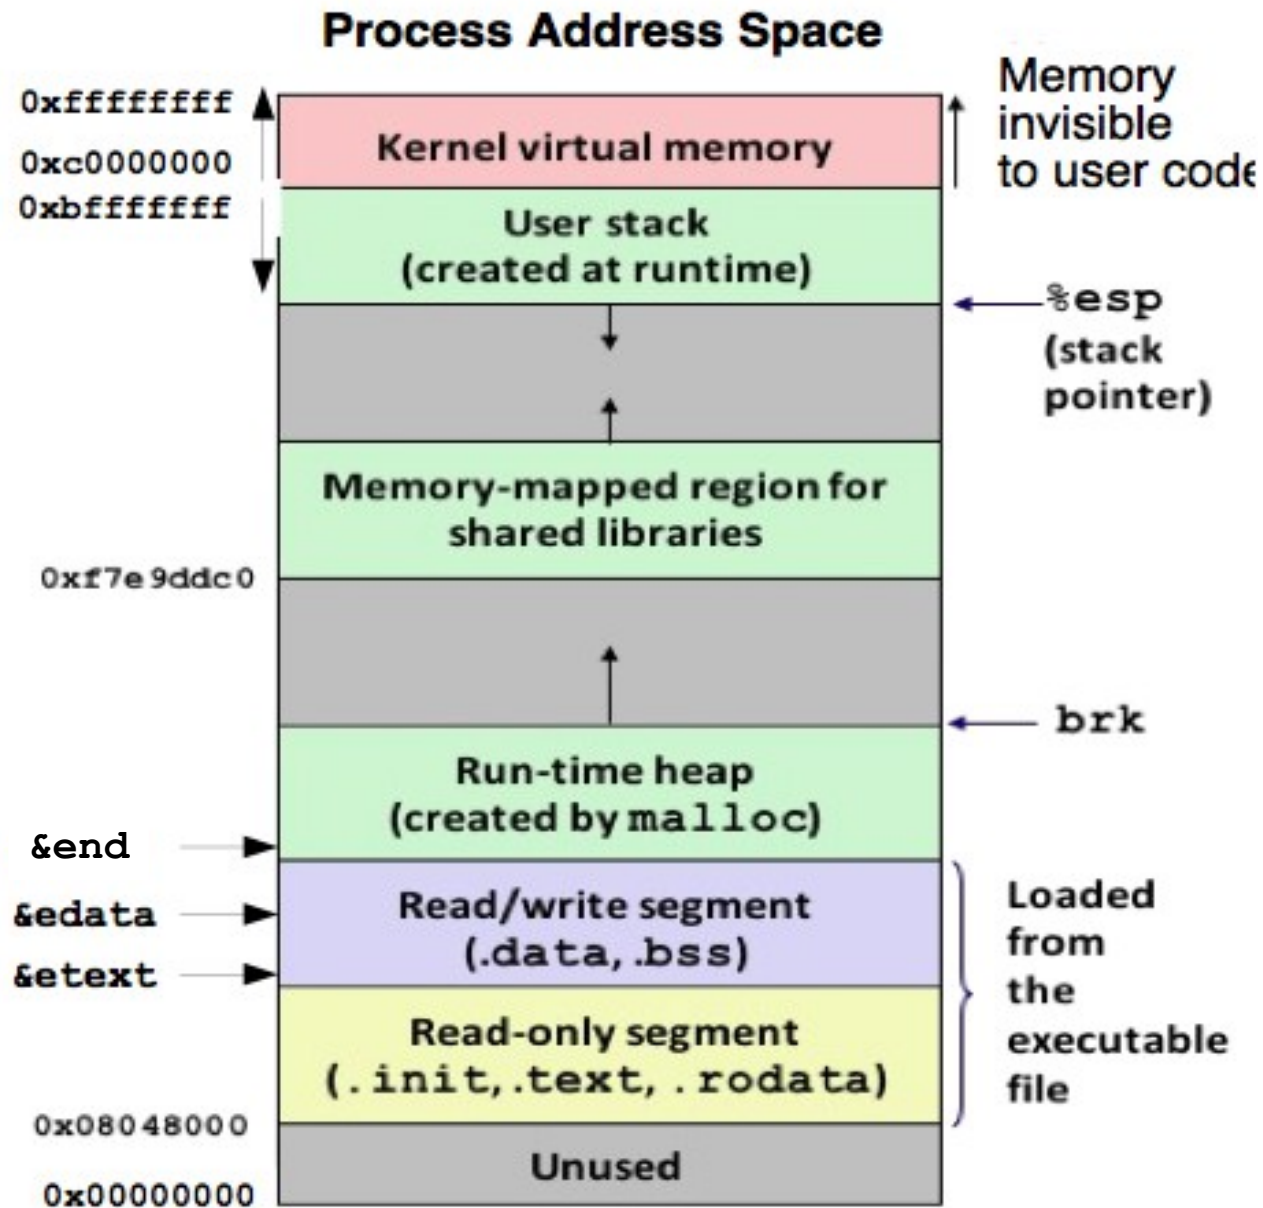 Process Address Space
0xffffffff
0xc0000000
0xbfffffff
Kernel virtual memory
Memory
invisible
to user code
User stack
(created at runtime)
%esp
(stack
pointer)
Memory-mapped region for
shared libraries
0xf7e9ddc0
brk
Run-time heap
(created by malloc)
&end
&edata
&etext
Read/write segment
(.data, .bss)
Read-only segment
(.init, .text, .rodata)
Loaded
from
the
executable
file
0x08048000
Unused
0x00000000